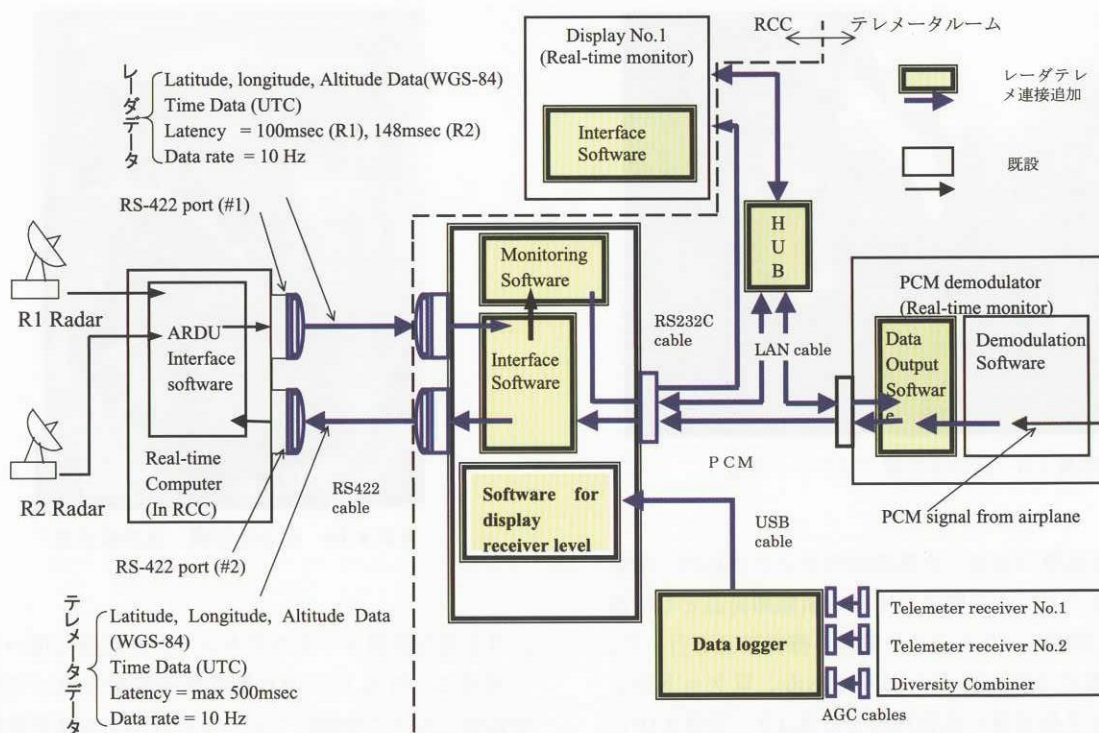 Display No.1
(Real-time monitor)
Interface
Software
RCC
テレメータルーム
レーダテレ
メ連接追加
既設
レーダデータ
Latitude, longitude, Altitude Data(WGS-84)
Time Data (UTC)
Latency = 100msec (R1), 148msec (R2)
Data rate = 10 Hz
RS-422 port (#1)
R1 Radar
R2 Radar
ARDU
Interface
software
Real-time
Computer
(In RCC)
RS-422 port (#2)
RS422
cable
Monitoring
Software
Interface
Software
Software for
display
receiver level
RS232C
cable
HUB
LAN cable
PCM
PCM demodulator
(Real-time monitor)
Data
Output
Softwar
e
Demodulation
Software
PCM signal from airplane
USB
cable
Data logger
Telemeter receiver No.1
Telemeter receiver No.2
Diversity Combiner
AGC cables
テレメータデータ
Latitude, Longitude, Altitude Data
(WGS-84)
Time Data (UTC)
Latency = max 500msec
Data rate = 10 Hz